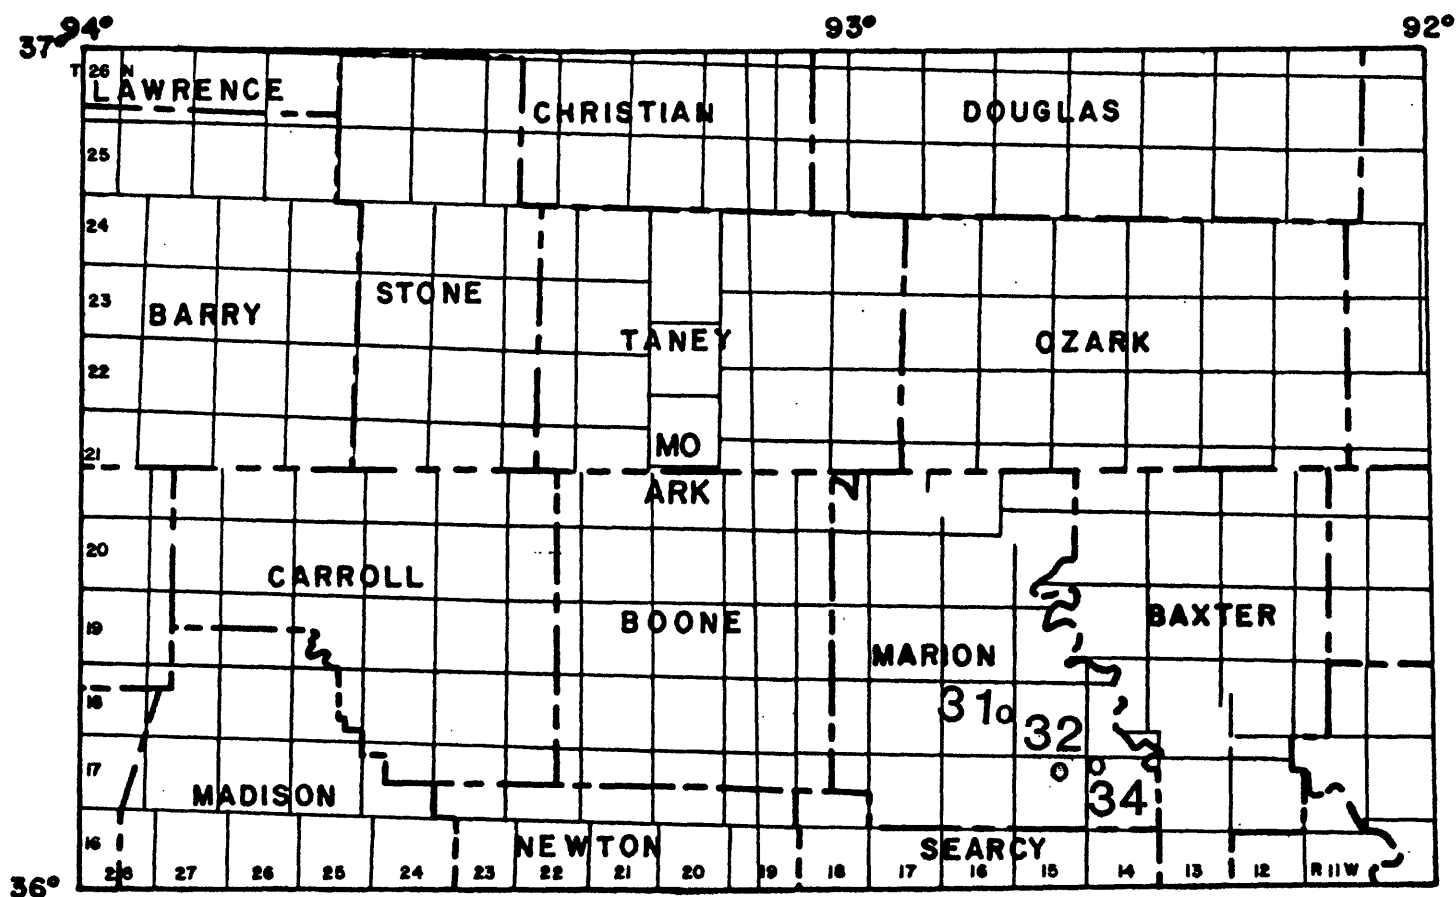 94° 93° 92°
37°
T 26 N
LAWRENCE
CHRISTIAN DOUGLAS
25
24
STONE
23
BARRY
TANEY OZARK
22
MO
21
ARK
20
CARROLL
BAXTER
BOONE
19
MARION
18
31
32
17
MADISON
34
16
NEWTON
SEARCY
28 27 26 25 24 23 22 21 20 19 18 17 16 15 14 13 12 R 11 W
36°